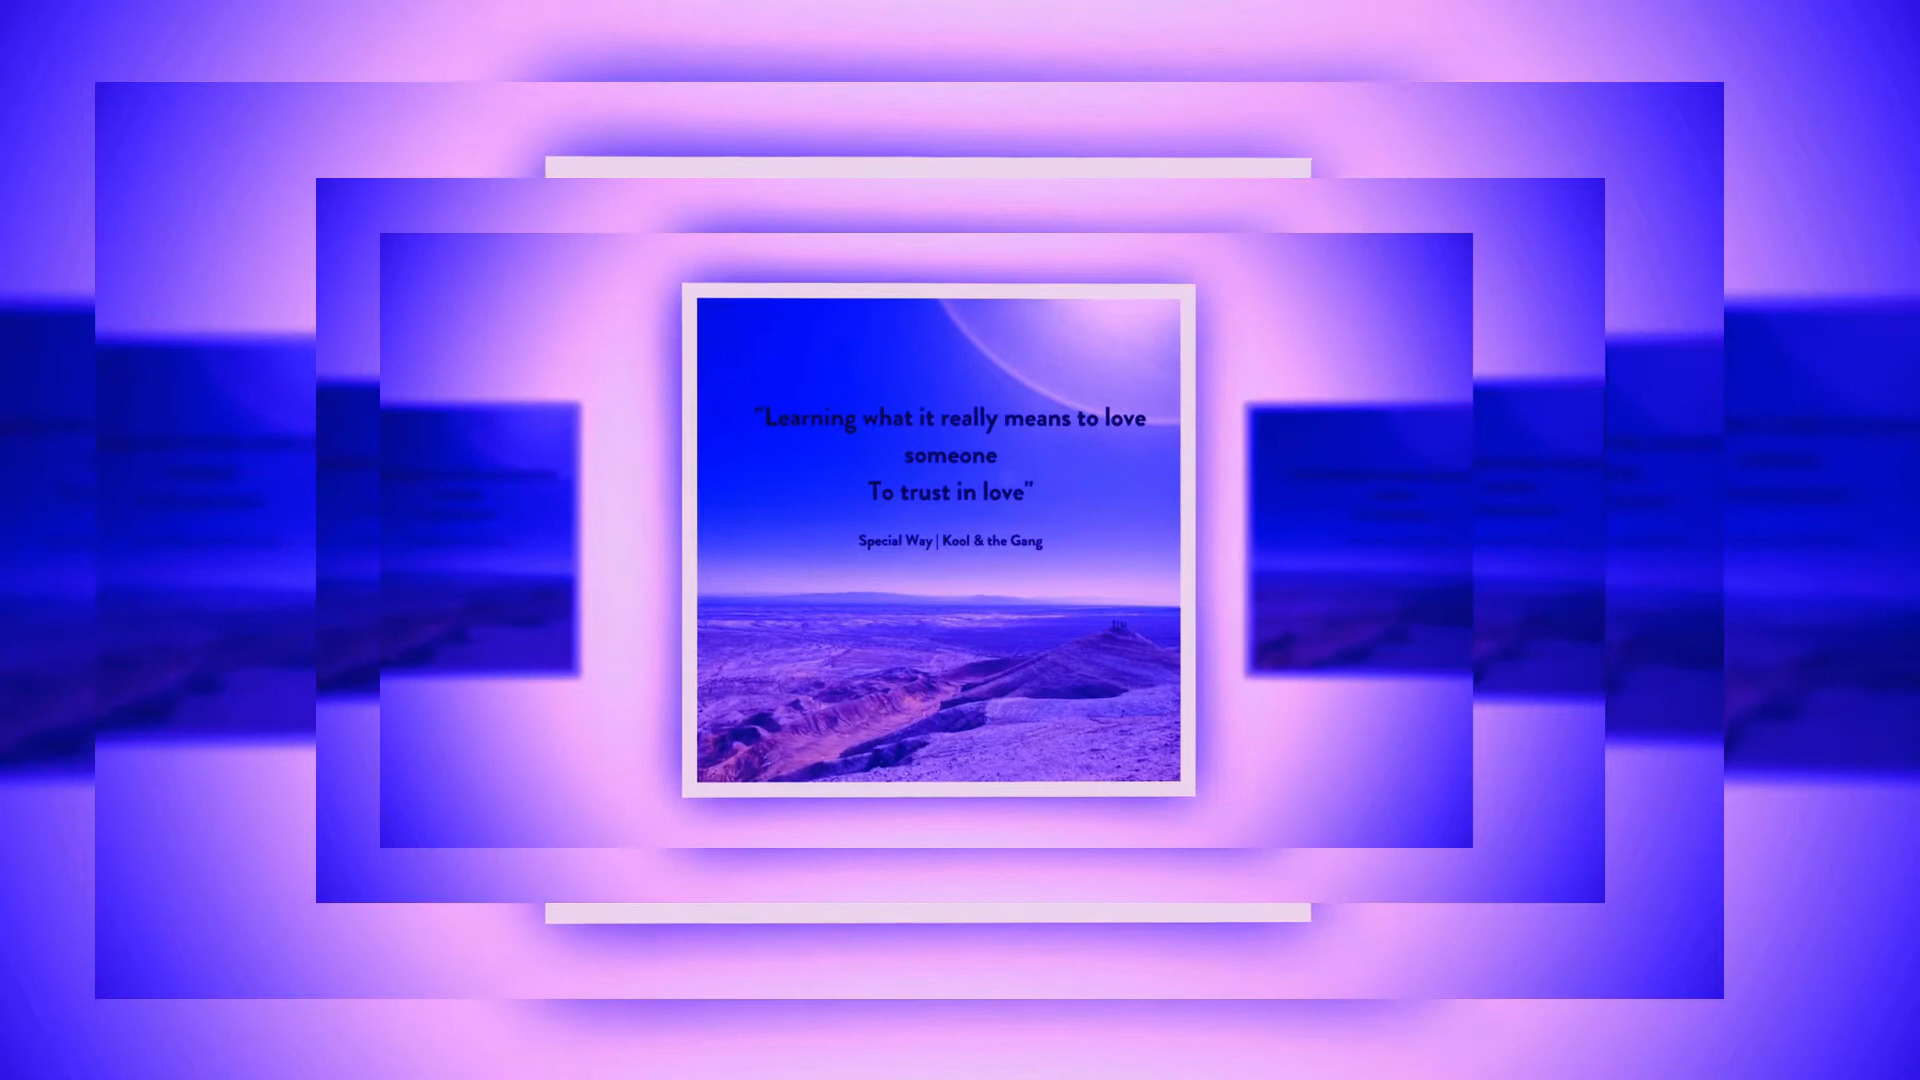 "Learning what it really means to love
someone
To trust in love"
Special Way | Kool & the Gang